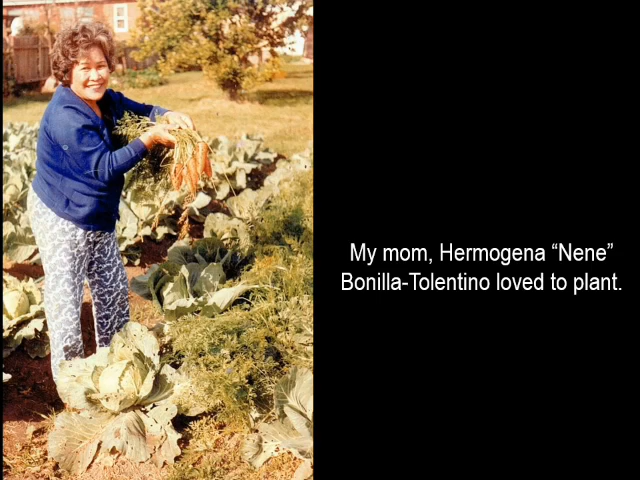 My mom, Hermogena “Nene”
Bonilla-Tolentino loved to plant.